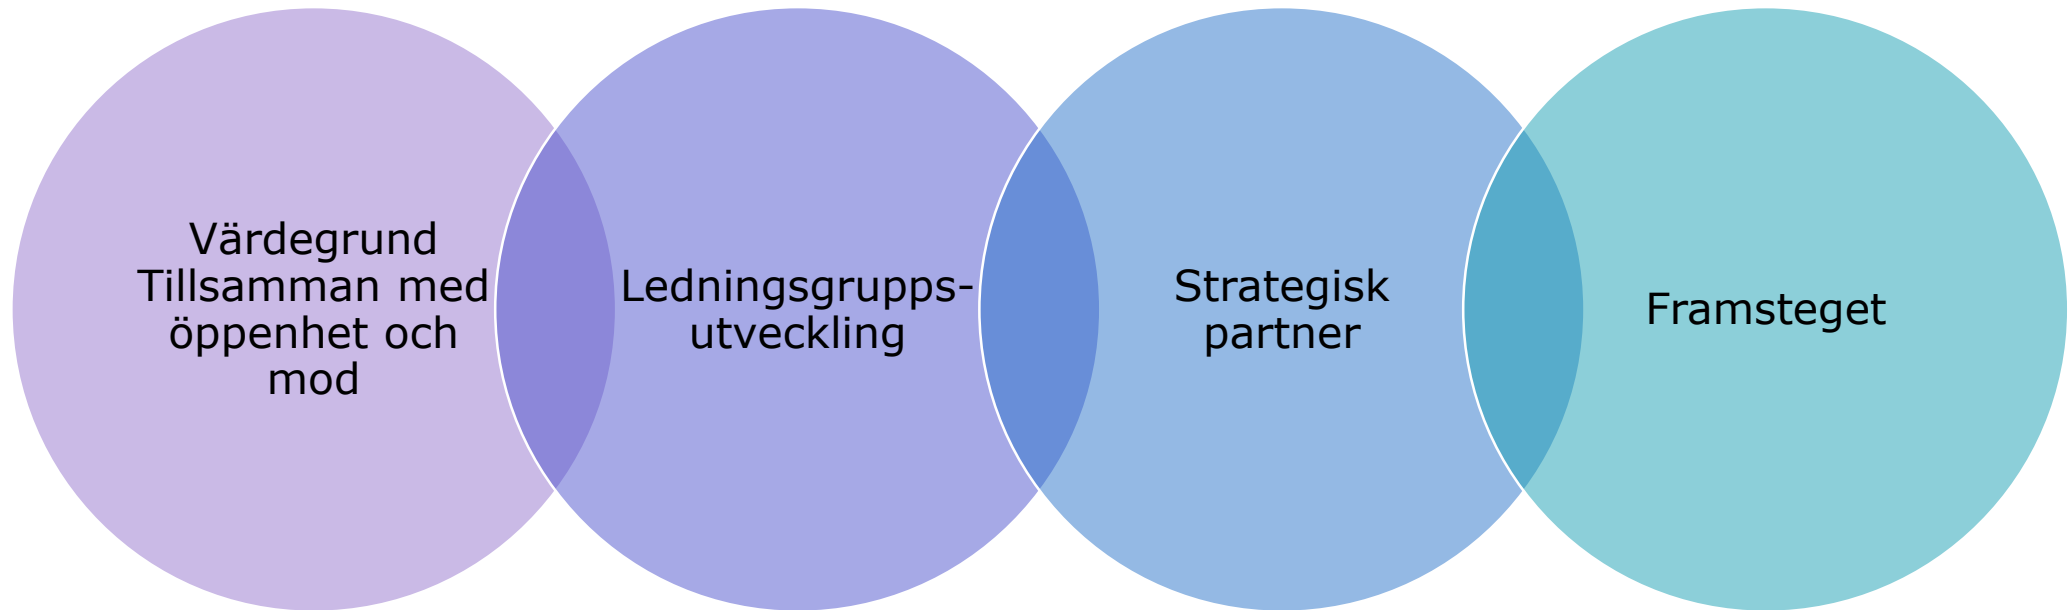 Värdegrund
Tillsamman med
öppenhet och
mod
Ledningsgrupps-
utveckling
Strategisk
partner
Framsteget